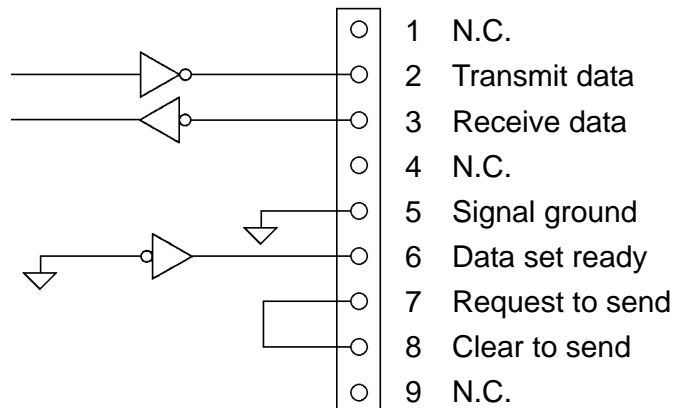 1 N.C.
2 Transmit data
3 Receive data
4 N.C.
5 Signal ground
6 Data set ready
7 Request to send
8 Clear to send
9 N.C.